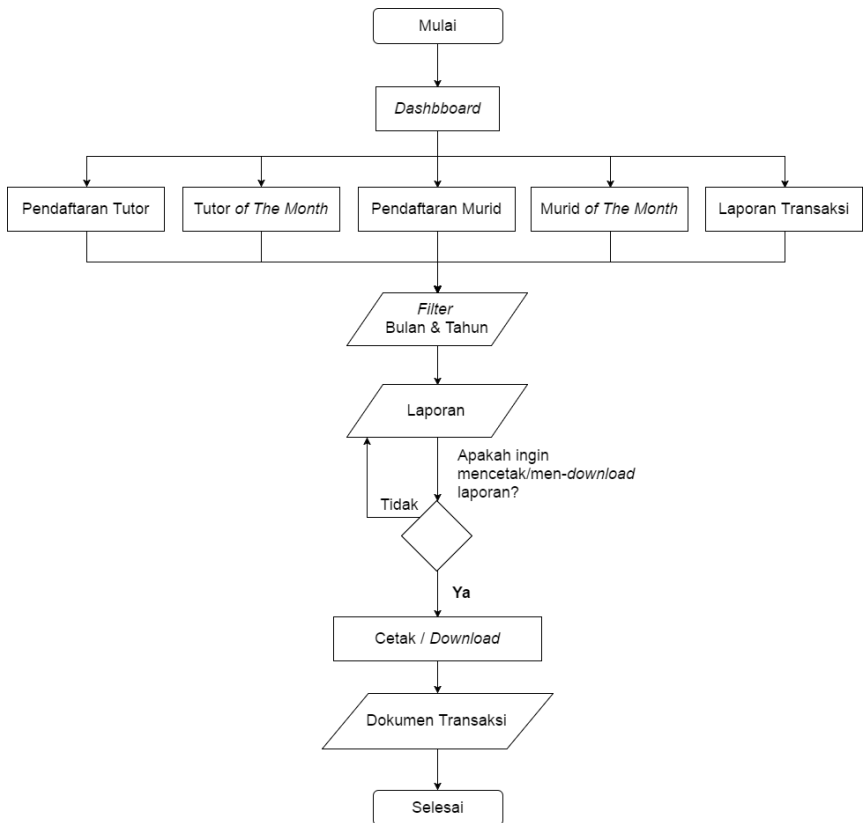 Mulai
Dashbboard
Pendaftaran Tutor
Tutor of The Month
Pendaftaran Murid
Murid of The Month
Laporan Transaksi
Filter
Bulan & Tahun
Laporan
Apakah ingin
mencetak/men-download
laporan?
Tidak
Ya
Cetak / Download
Dokumen Transaksi
Selesai